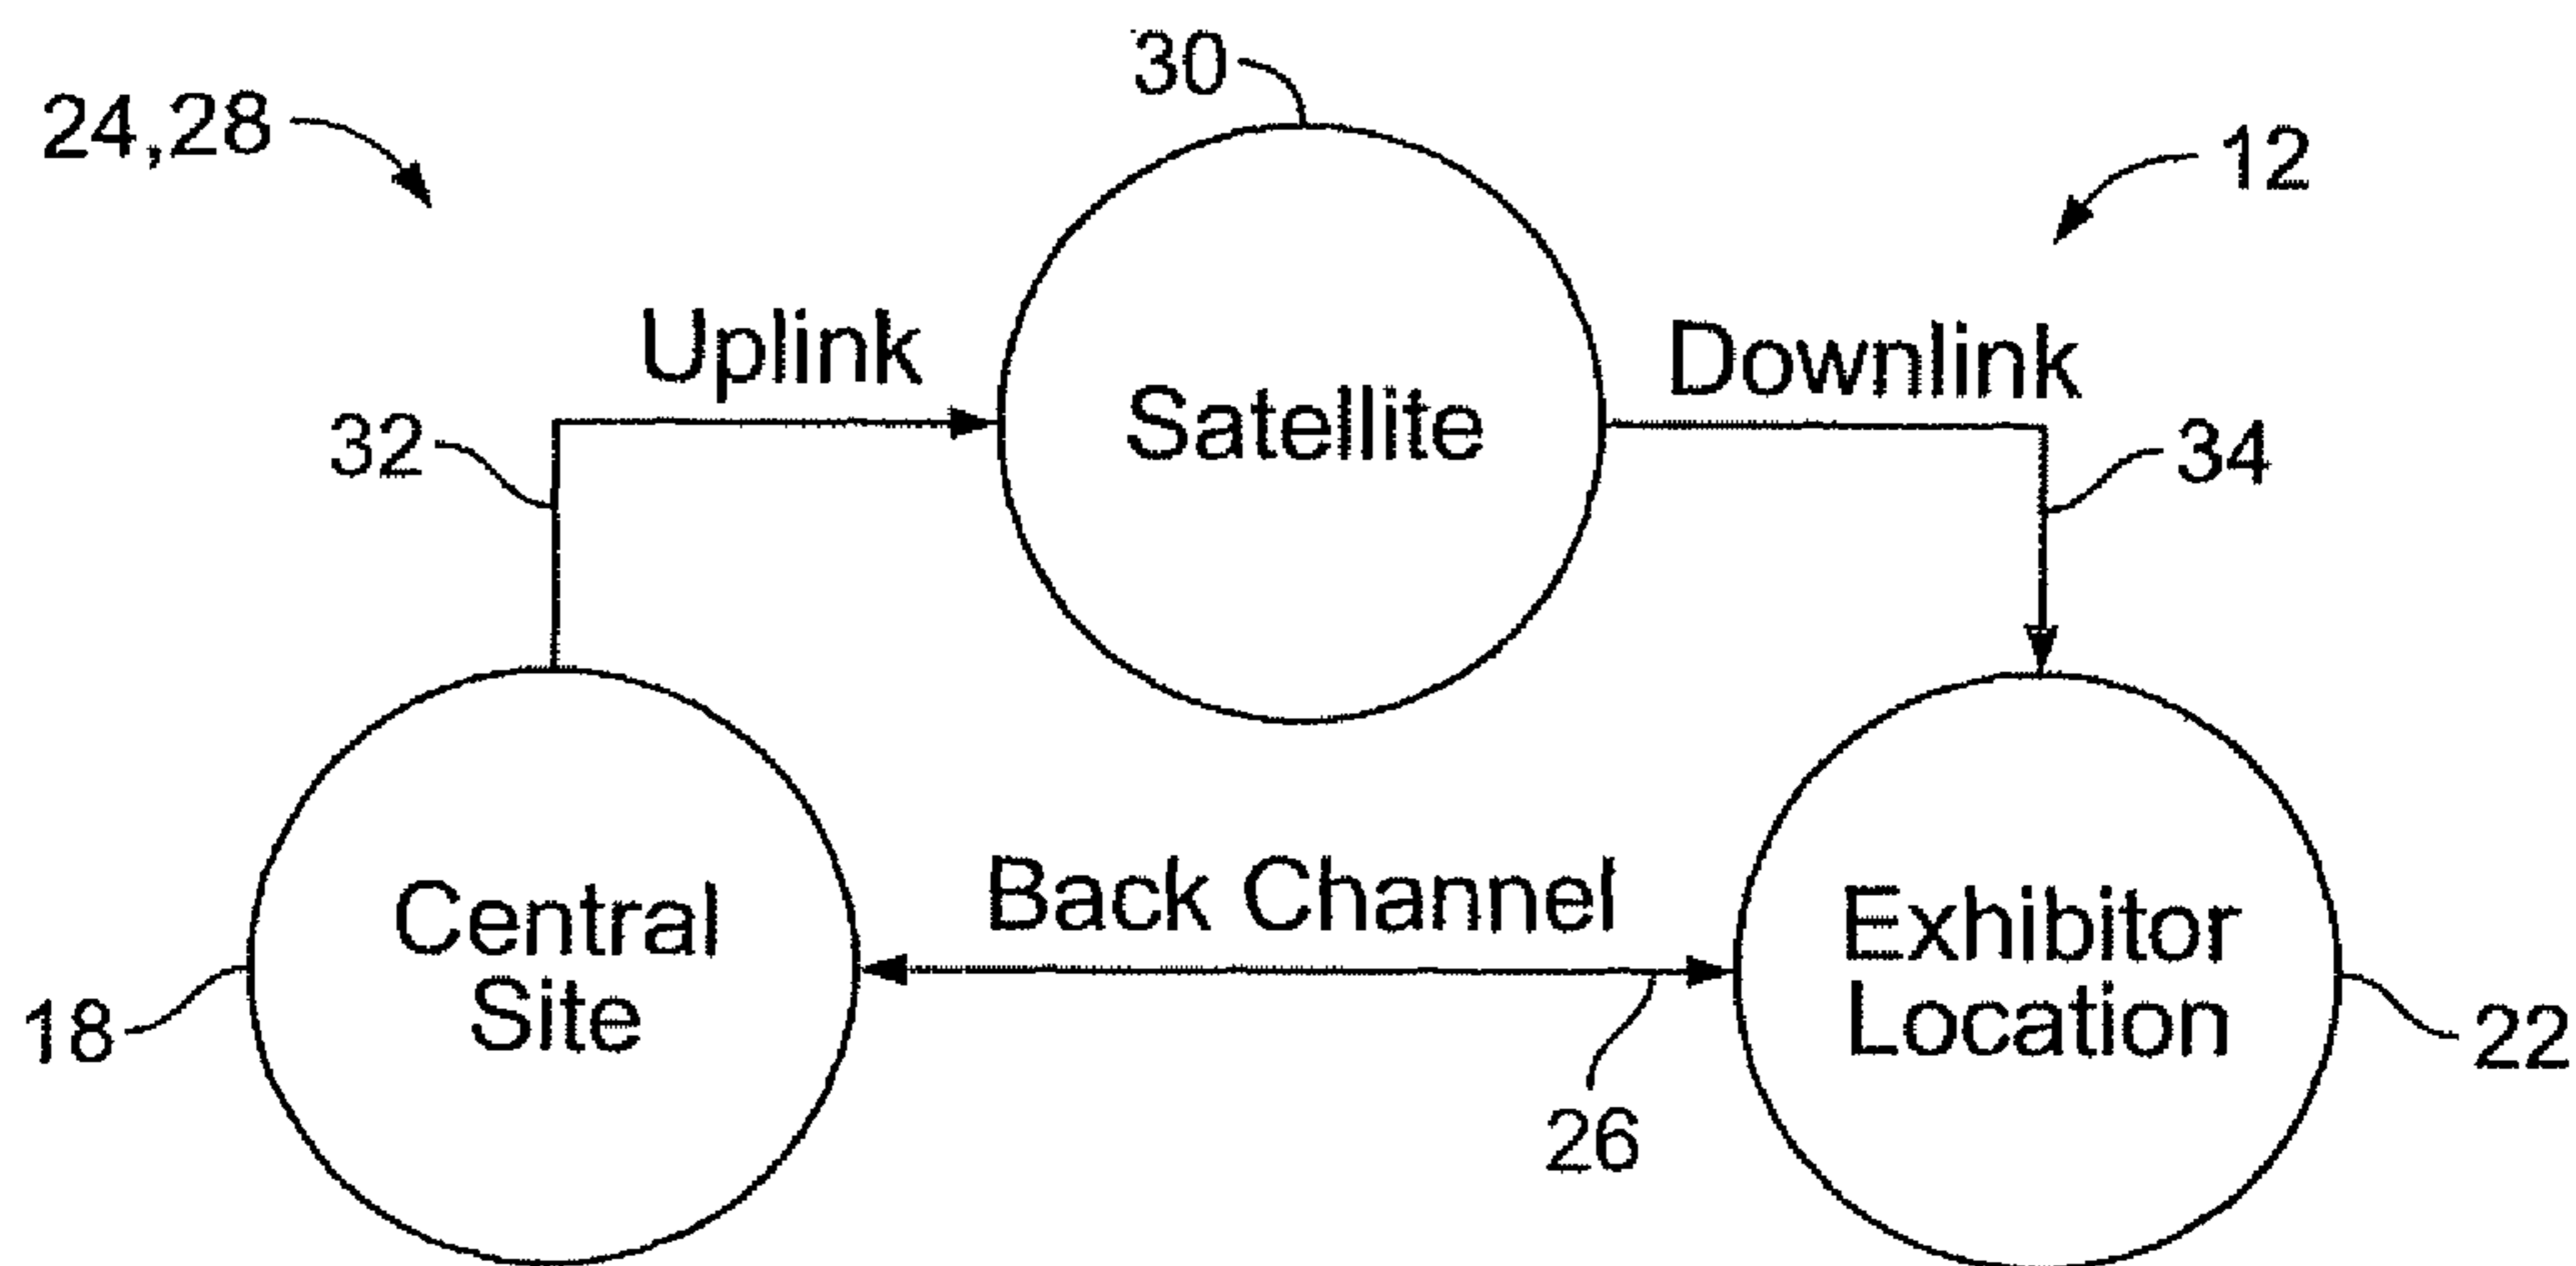 30
24,28
12
Uplink
Downlink
32
Satellite
34
Back Channel
Central
Site
Exhibitor
Location
18
22
26